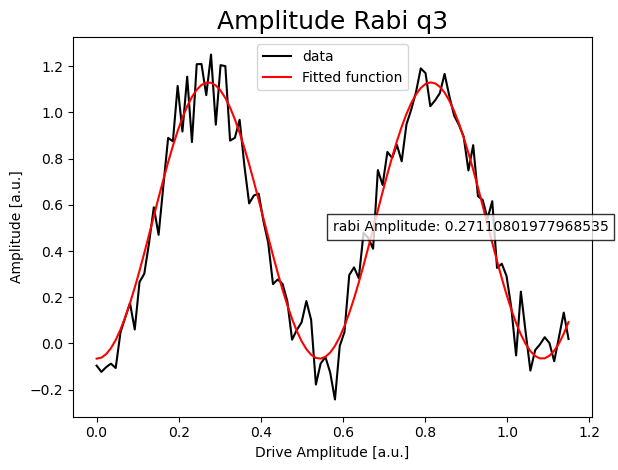 Amplitude Rabi q3
data
Fitted function
rabi Amplitude: 0.27110801977968535
Amplitude [a.u.]
1.2
1.0
0.8
0.6
0.4
0.2
0.0
−0.2
0.0 0.2 0.4 0.6 0.8 1.0 1.2
Drive Amplitude [a.u.]